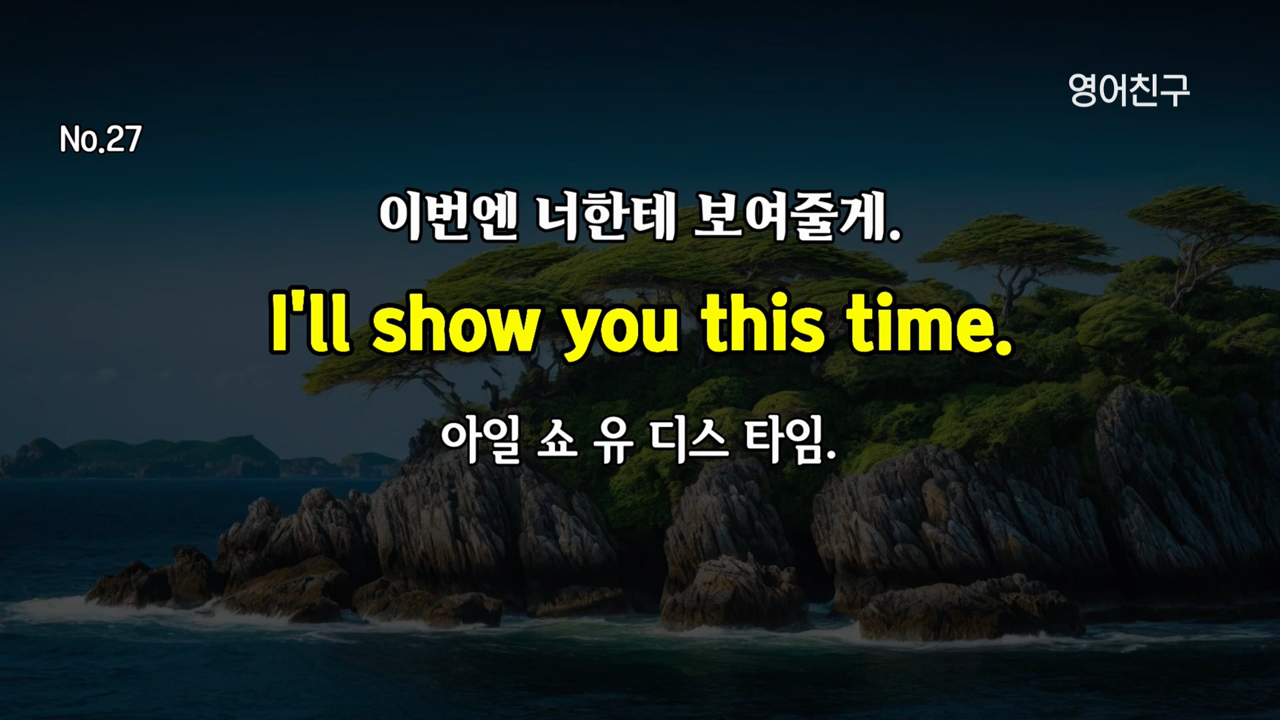 영어친구
No.27
이번엔 너한테 보여줄게.
I'll show you this time.
아일 쇼 유 디스 타임.